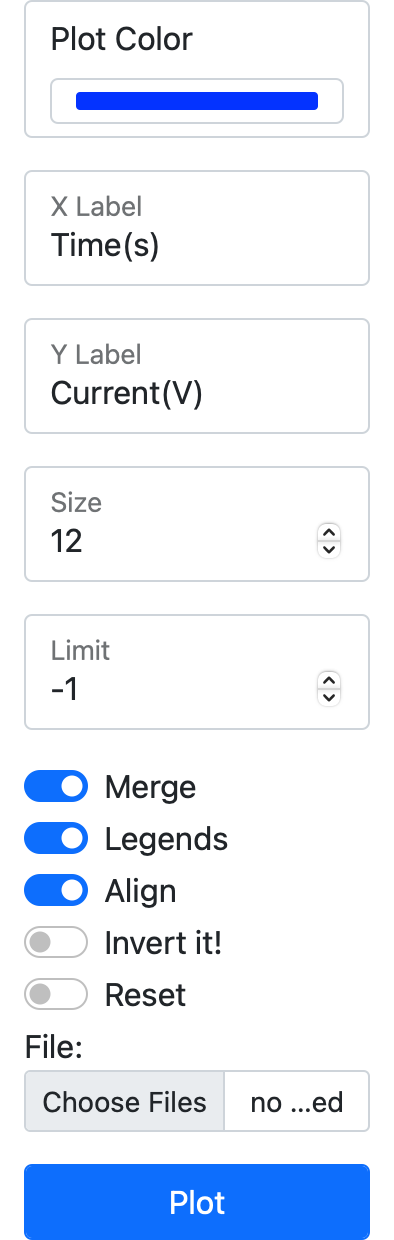 Plot Color
X Label
Time(s)
Y Label
Current(V)
Size
12
Limit
-1
Merge
Legends
Align
Invert it!
Reset
File:
Choose Files no ...ed
Plot